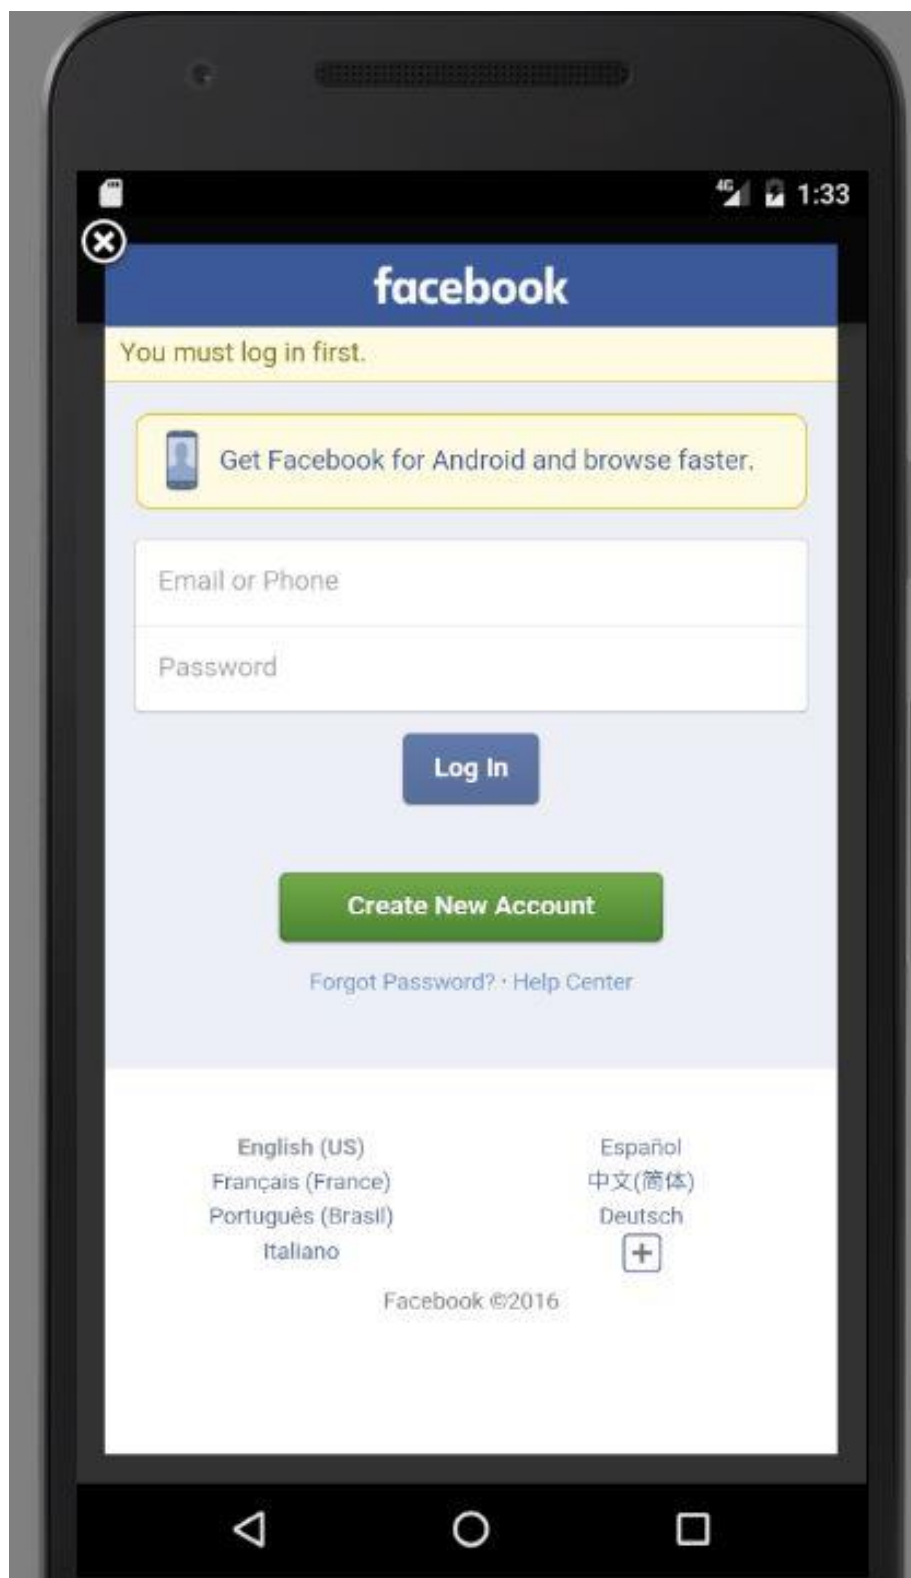 4G 1:33
facebook
You must log in first.
Get Facebook for Android and browse faster.
Email or Phone
Password
Log In
Create New Account
Forgot Password? · Help Center
English (US) Español
Français (France) 中文(简体)
Português (Brasil) Deutsch
Italiano
Facebook ©2016